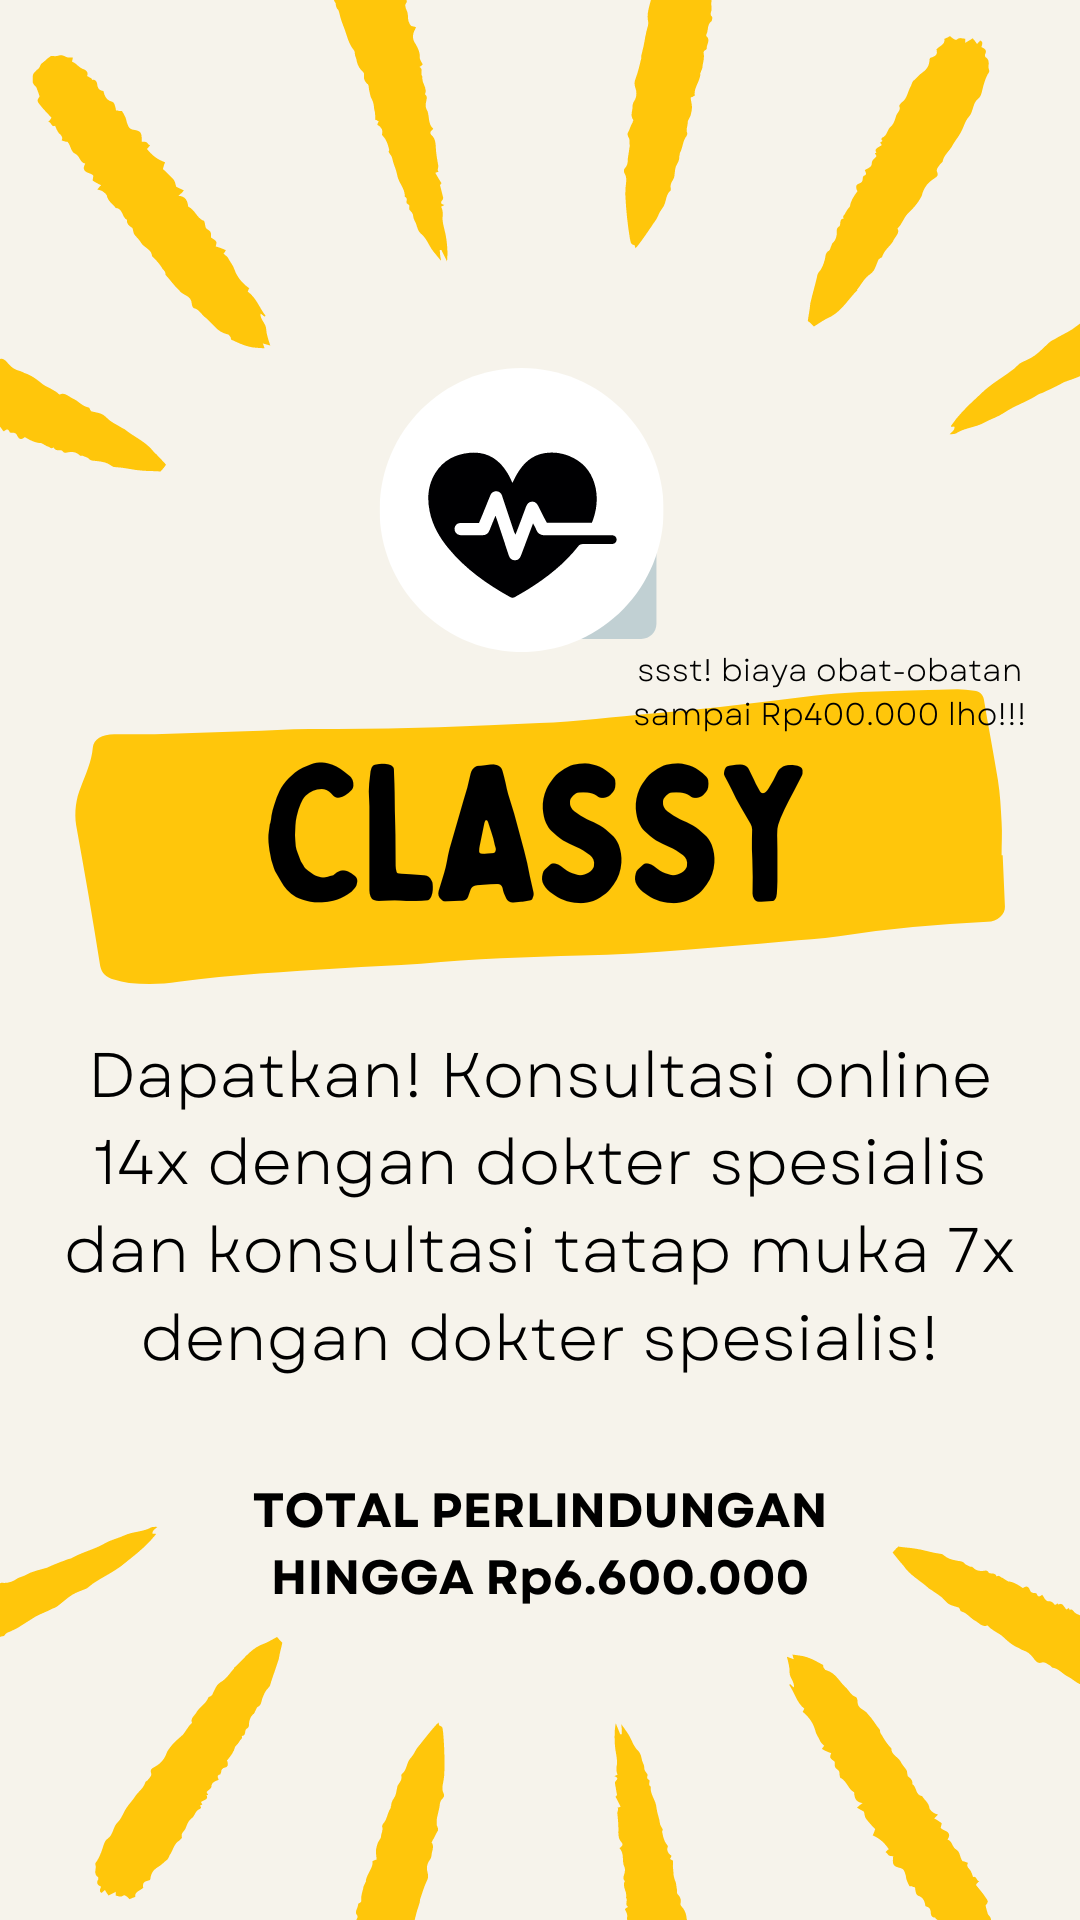 ssst! biaya obat-obatan
sampai Rp400.000 lho!!!
CLASSY
Dapatkan! Konsultasi online
14x dengan dokter spesialis
dan konsultasi tatap muka 7x
dengan dokter spesialis!
TOTAL PERLINDUNGAN
HINGGA Rp6.600.000